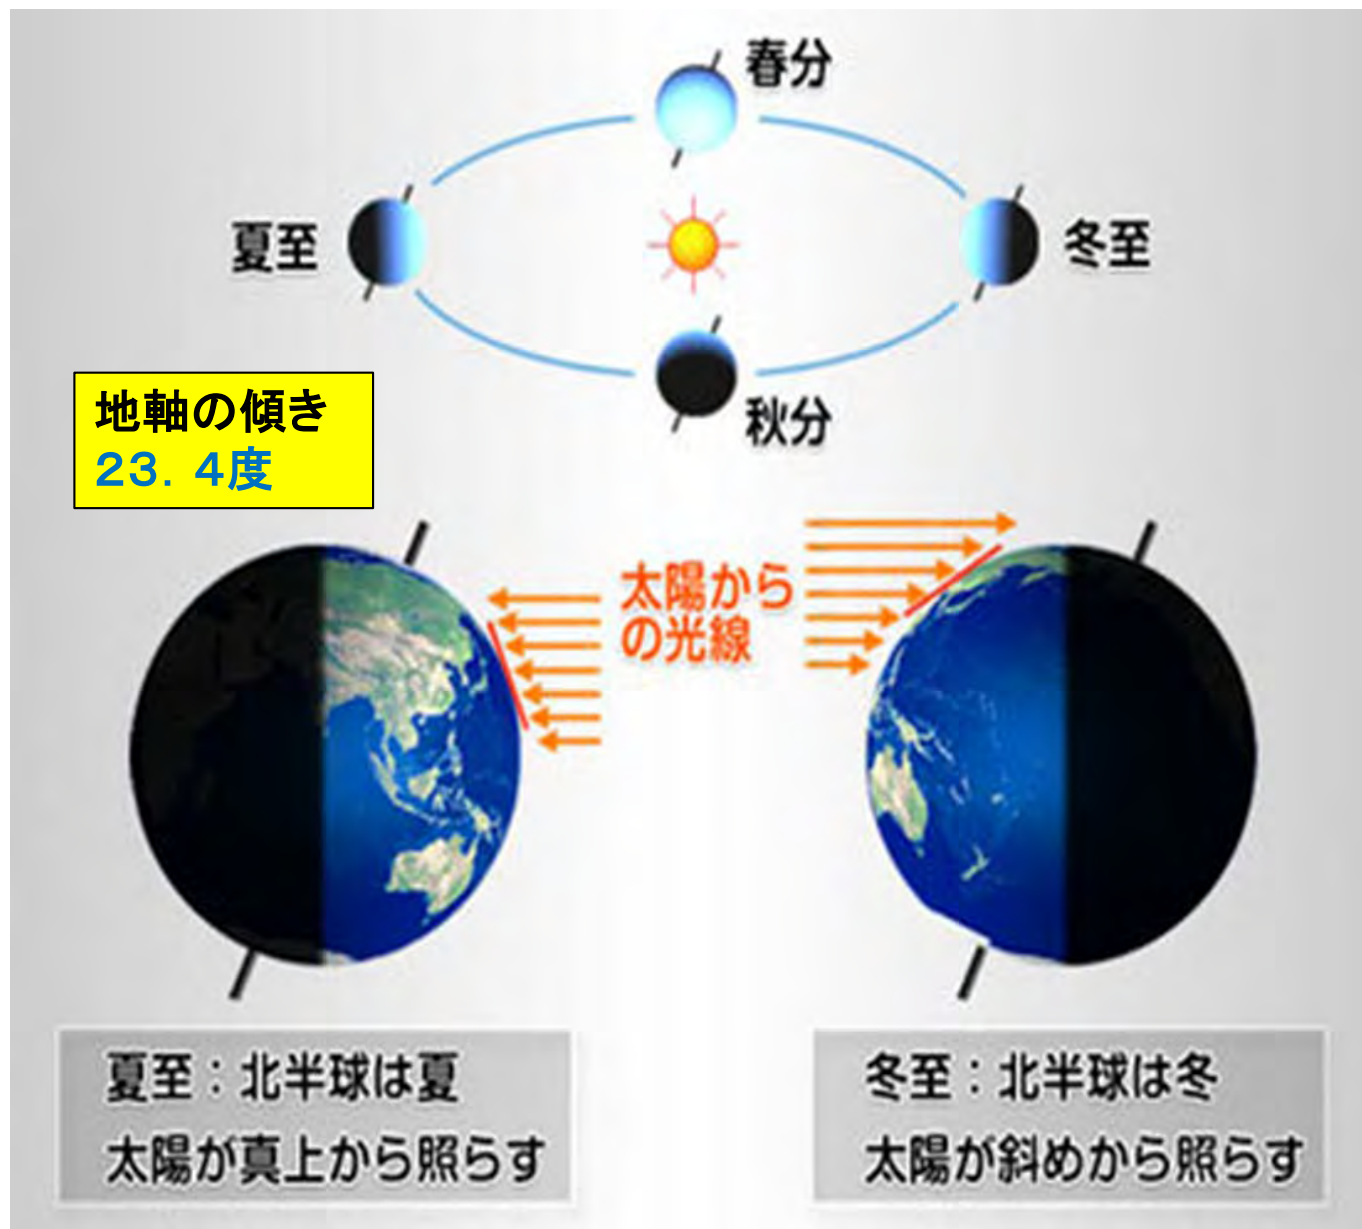 春分
夏至
冬至
秋分
地軸の傾き
２３．４度
太陽から
の光線
夏至：北半球は夏
太陽が真上から照らす
冬至：北半球は冬
太陽が斜めから照らす